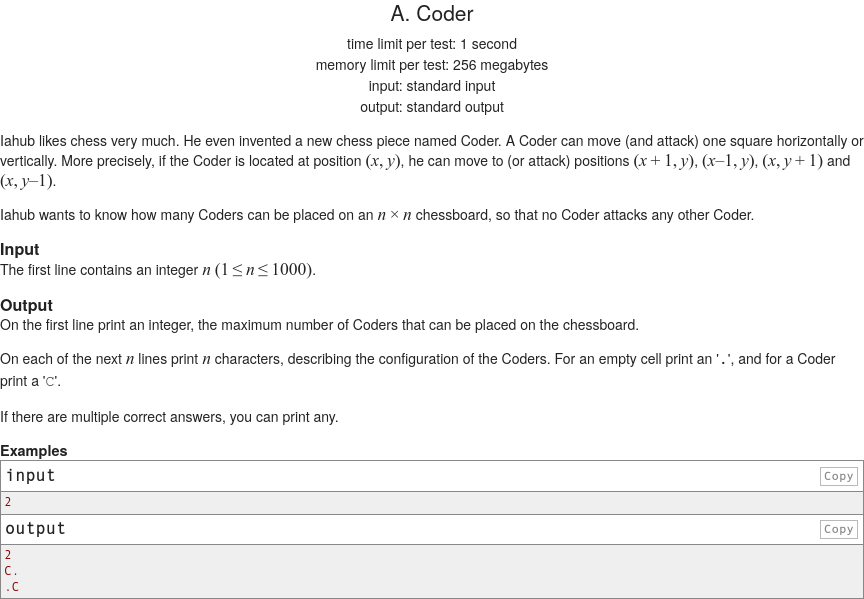 A. Coder
time limit per test: 1 second
memory limit per test: 256 megabytes
input: standard input
output: standard output
Iahub likes chess very much. He even invented a new chess piece named Coder. A Coder can move (and attack) one square horizontally or
vertically. More precisely, if the Coder is located at position (x, y), he can move to (or attack) positions (x + 1, y), (x–1, y), (x, y + 1) and
(x, y–1).
Iahub wants to know how many Coders can be placed on an n × n chessboard, so that no Coder attacks any other Coder.
Input
The first line contains an integer n (1 ≤ n ≤ 1000).
Output
On the first line print an integer, the maximum number of Coders that can be placed on the chessboard.
On each of the next n lines print n characters, describing the configuration of the Coders. For an empty cell print an '.', and for a Coder
print a 'C'.
If there are multiple correct answers, you can print any.
Examples
input Copy
2
output Copy
2
C.
.C